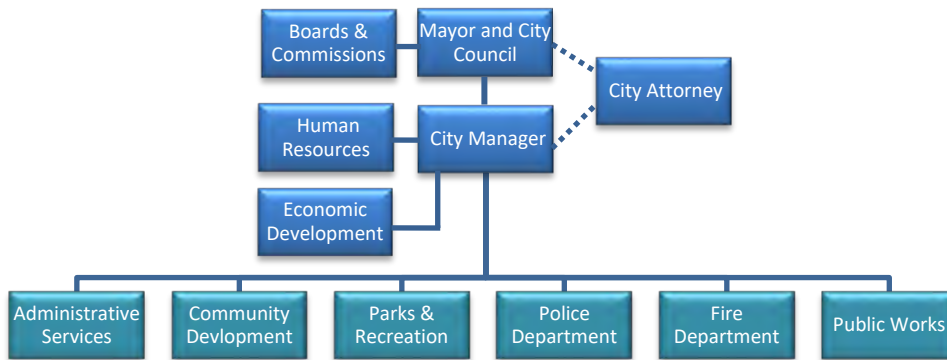 Boards &
Commissions
Mayor and City
Council
City Attorney
Human
Resources
City Manager
Economic
Development
Administrative
Services
Community
Devlopment
Parks &
Recreation
Police
Department
Fire
Department
Public Works